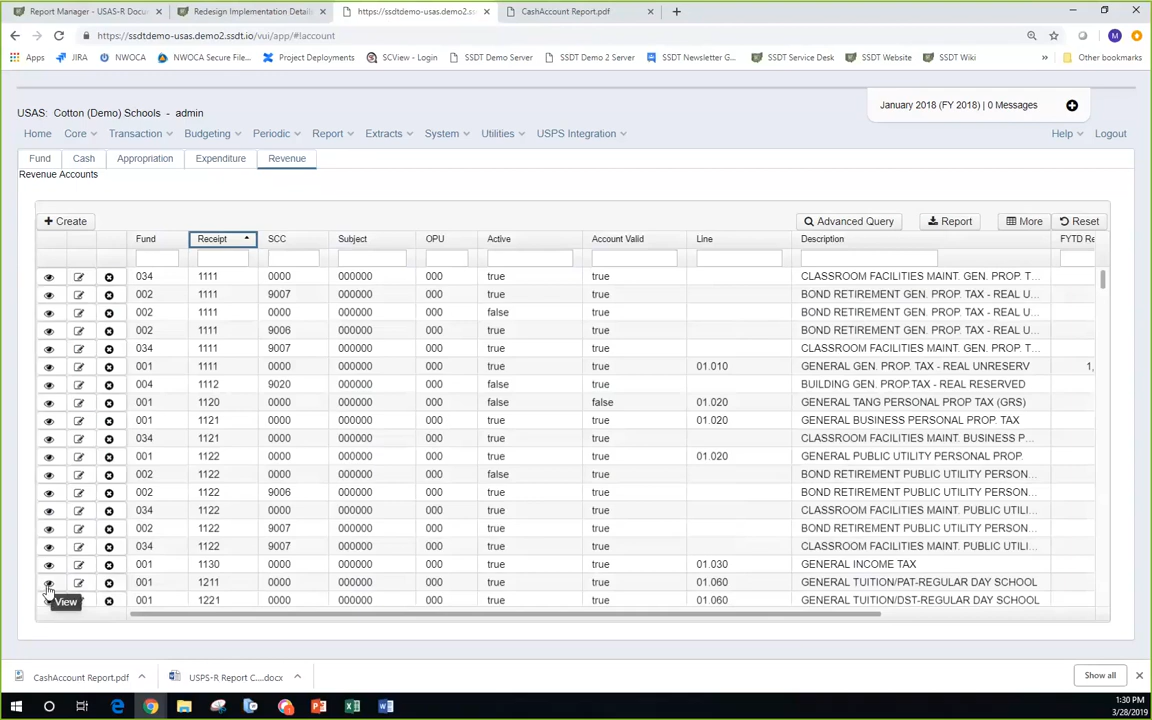 Report Manager - USAS-R Docu
Redesign Implementation Detail
https://ssdtdemo-usas.demo2.s
CashAccount Report.pdf
https://ssdtdemo-usas.demo2.ssdt.io/vui/app/#!account
M
Apps JIRA NWOCA NWOCA Secure File... Project Deployments SCView - Login SSDT Demo Server SSDT Demo 2 Server SSDT Newsletter G... SSDT Service Desk SSDT Website SSDT Wiki » Other bookmarks
USAS: Cotton (Demo) Schools - admin
January 2018 (FY 2018) | 0 Messages
Home Core Transaction Budgeting Periodic Report Extracts System Utilities USPS Integration Help Logout
Fund Cash Appropriation Expenditure Revenue
Revenue Accounts
Create Advanced Query Report More Reset
Fund Receipt SCC Subject OPU Active Account Valid Line Description FYTD Re
034 1111 0000 000000 000 true true CLASSROOM FACILITIES MAINT. GEN. PROP. T...
002 1111 9007 000000 000 true true BOND RETIREMENT GEN. PROP. TAX - REAL U...
002 1111 0000 000000 000 false true BOND RETIREMENT GEN. PROP. TAX - REAL U...
002 1111 9006 000000 000 true true BOND RETIREMENT GEN. PROP. TAX - REAL U...
034 1111 9007 000000 000 true true CLASSROOM FACILITIES MAINT. GEN. PROP. T...
001 1111 0000 000000 000 true true 01.010 GENERAL GEN. PROP. TAX - REAL UNRESERV 1,
004 1112 9020 000000 000 false true BUILDING GEN. PROP.TAX - REAL RESERVED
001 1120 0000 000000 000 false false 01.020 GENERAL TANG PERSONAL PROP TAX (GRS)
001 1121 0000 000000 000 true true 01.020 GENERAL BUSINESS PERSONAL PROP. TAX
034 1121 0000 000000 000 true true CLASSROOM FACILITIES MAINT. BUSINESS P...
001 1122 0000 000000 000 true true 01.020 GENERAL PUBLIC UTILITY PERSONAL PROP.
002 1122 0000 000000 000 false true BOND RETIREMENT PUBLIC UTILITY PERSON...
002 1122 9006 000000 000 true true BOND RETIREMENT PUBLIC UTILITY PERSON...
034 1122 0000 000000 000 true true CLASSROOM FACILITIES MAINT. PUBLIC UTILI...
002 1122 9007 000000 000 true true BOND RETIREMENT PUBLIC UTILITY PERSON...
034 1122 9007 000000 000 true true CLASSROOM FACILITIES MAINT. PUBLIC UTILI...
001 1130 0000 000000 000 true true 01.030 GENERAL INCOME TAX
001 1211 0000 000000 000 true true 01.060 GENERAL TUITION/PAT-REGULAR DAY SCHOOL
001 1221 0000 000000 000 true true 01.060 GENERAL TUITION/DST-REGULAR DAY SCHOOL
View
CashAccount Report.pdf USPS-R Report C....docx Show all
1:30 PM
3/28/2019